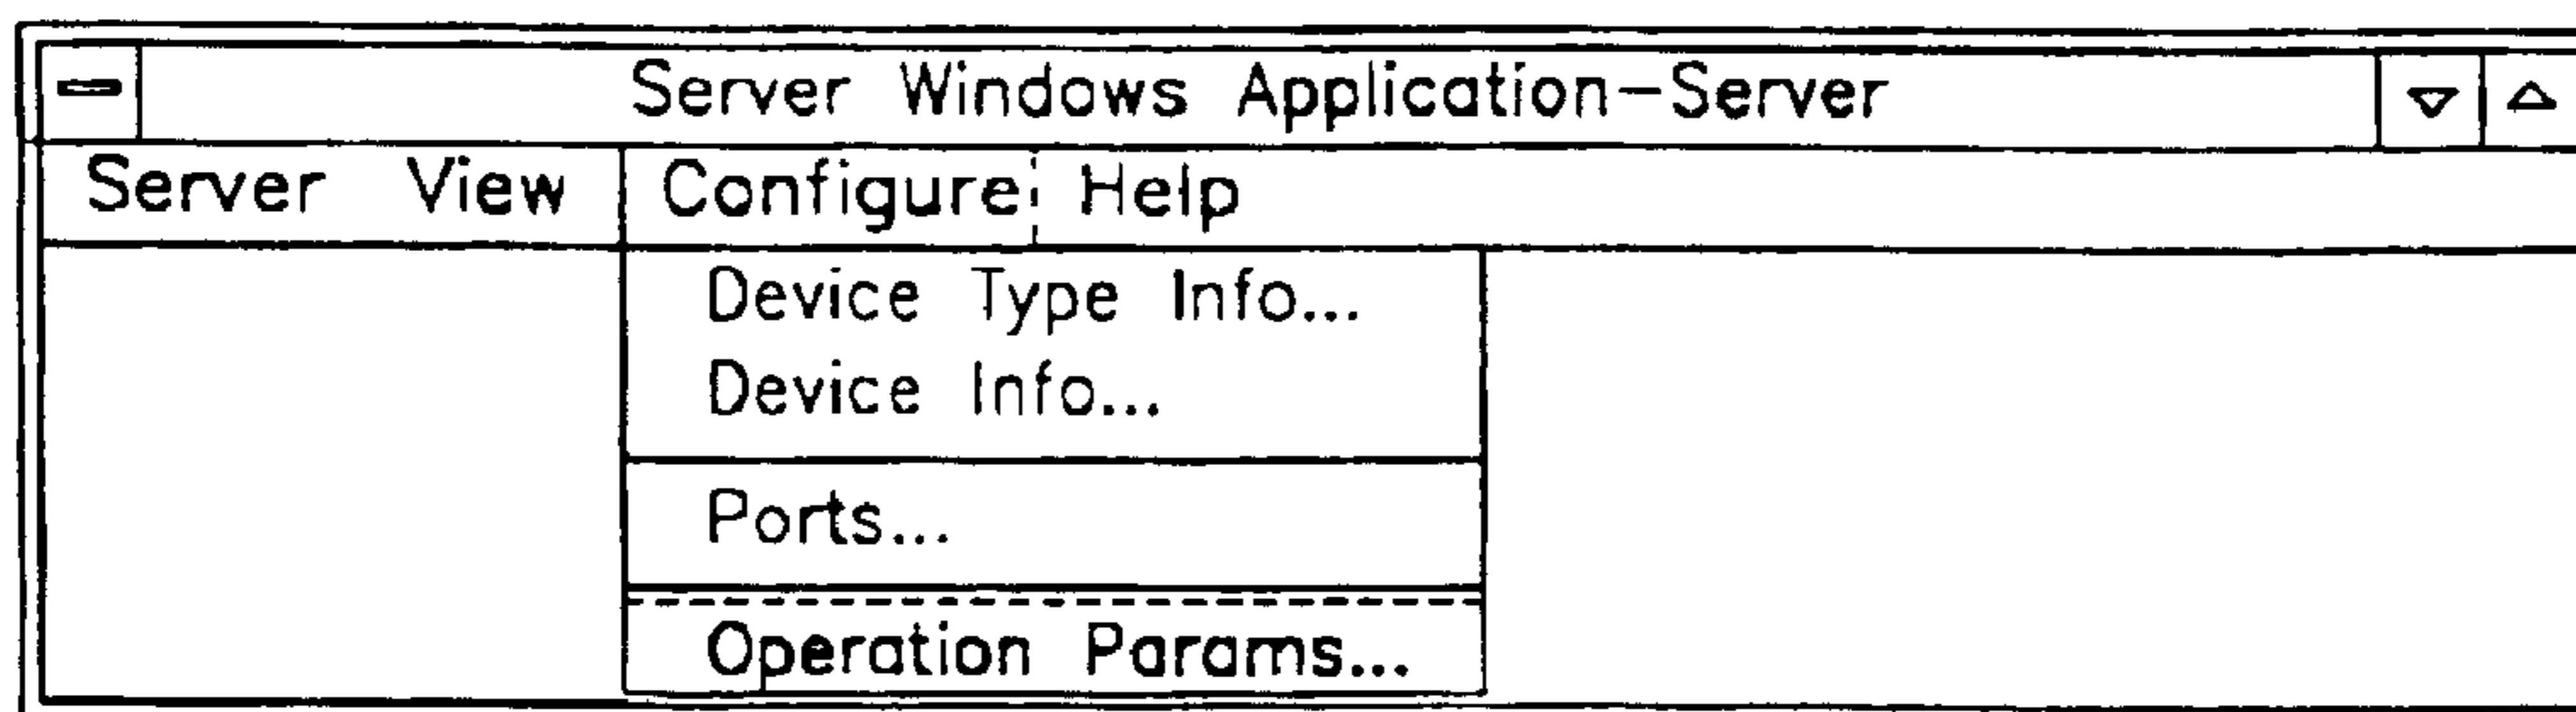 Server Windows Application-Server
Server View Configure Help
Device Type Info...
Device Info...
Ports...
Operation Params...